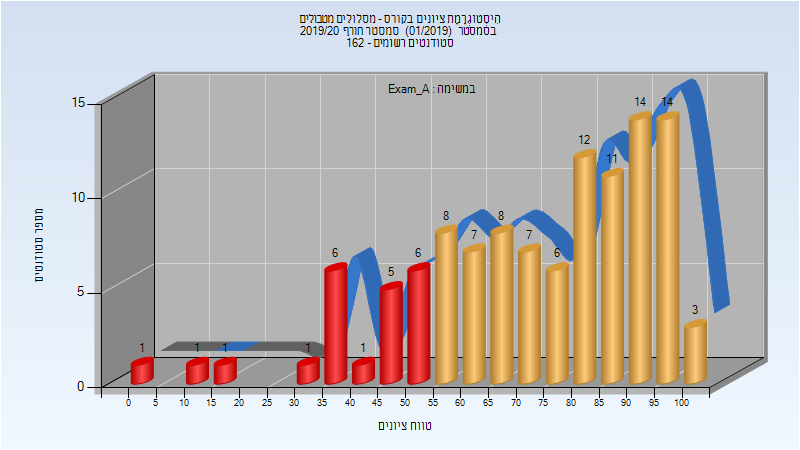 היסטוגרמת ציונים בקורס - מסלולים מטבולים
בסמסטר (01/2019) סמסטר חורף 2019/20
סטודנטים רשומים - 162
במשימה : Exam_A
15
10
5
0
מספר סטודנטים
1 1 1 1 6 1 5 6 8 7 8 7 6 12 11 14 14 3
0 5 10 15 20 25 30 35 40 45 50 55 60 65 70 75 80 85 90 95 100
טווח ציונים